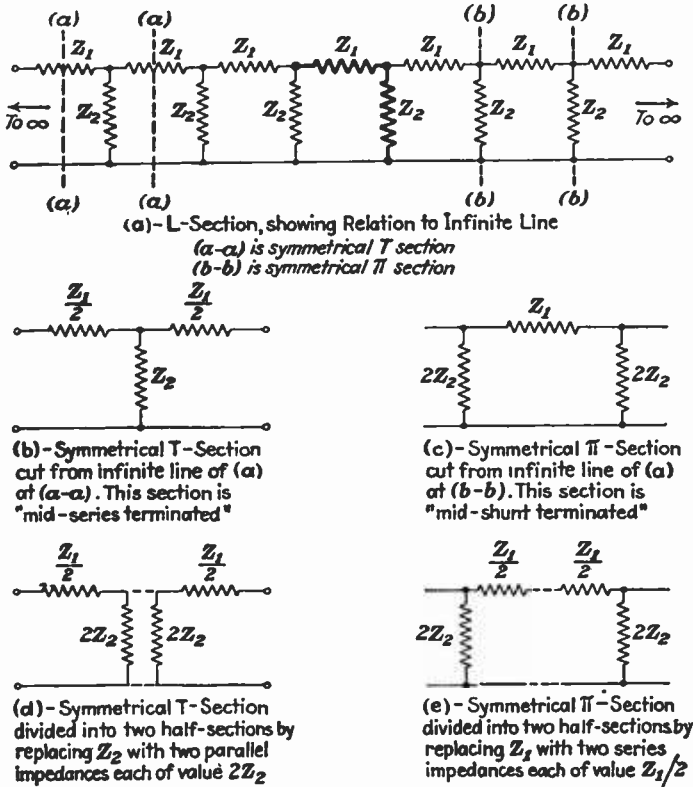 (a) (a) (b) (b)
Z1 Z1 Z1 Z1 Z1 Z1 Z1
To ∞ Z2 Z2 Z2 Z2 Z2 Z2 To ∞
(a) (a) (b) (b)
(a)-L-Section, showing Relation to Infinite Line
(a-a) is symmetrical T section
(b-b) is symmetrical π section
Z1/2 Z1/2
Z2
(b)-Symmetrical T-Section
cut from infinite line of (a)
at (a-a). This section is
"mid-series terminated"
Z1
2Z2 2Z2
(c)-Symmetrical π-Section
cut from infinite line of (a)
at (b-b). This section is
"mid-shunt terminated"
Z1/2 Z1/2
2Z2 2Z2
(d)-Symmetrical T-Section
divided into two half-sections by
replacing Z2 with two parallel
impedances each of value 2Z2
Z1/2 Z1/2
2Z2 2Z2
(e)-Symmetrical π-Section
divided into two half-sections by
replacing Z1 with two series
impedances each of value Z1/2